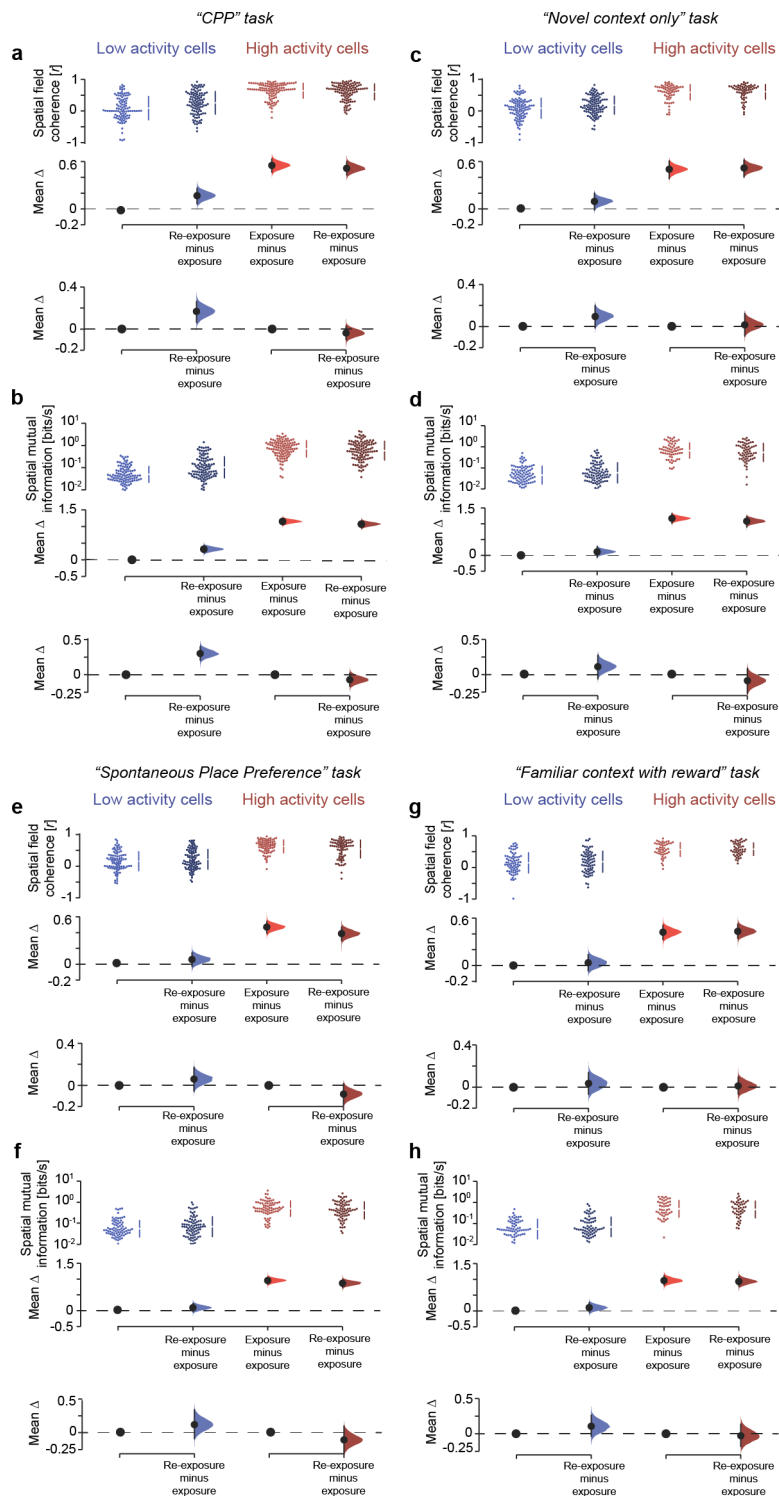 “CPP” task
Low activity cells High activity cells
a
Spatial field
coherence [r]
1
0
-1
Mean Δ
0.6
0
-0.2
Re-exposure
minus
exposure
Exposure
minus
exposure
Re-exposure
minus
exposure
Mean Δ
0.4
0
-0.2
Re-exposure
minus
exposure
Re-exposure
minus
exposure
b
Spatial mutual
information [bits/s]
10¹
10⁰
10⁻¹
10⁻²
Mean Δ
1.5
0
-0.5
Re-exposure
minus
exposure
Exposure
minus
exposure
Re-exposure
minus
exposure
Mean Δ
0.5
0
-0.25
Re-exposure
minus
exposure
Re-exposure
minus
exposure
“Novel context only” task
Low activity cells High activity cells
c
Spatial field
coherence [r]
1
0
-1
Mean Δ
0.6
0
-0.2
Re-exposure
minus
exposure
Exposure
minus
exposure
Re-exposure
minus
exposure
Mean Δ
0.4
0
-0.2
Re-exposure
minus
exposure
Re-exposure
minus
exposure
d
Spatial mutual
information [bits/s]
10¹
10⁰
10⁻¹
10⁻²
Mean Δ
1.5
0
-0.5
Re-exposure
minus
exposure
Exposure
minus
exposure
Re-exposure
minus
exposure
Mean Δ
0.5
0
-0.25
Re-exposure
minus
exposure
Re-exposure
minus
exposure
“Spontaneous Place Preference” task
Low activity cells High activity cells
e
Spatial field
coherence [r]
1
0
-1
Mean Δ
0.6
0
-0.2
Re-exposure
minus
exposure
Exposure
minus
exposure
Re-exposure
minus
exposure
Mean Δ
0.4
0
-0.2
Re-exposure
minus
exposure
Re-exposure
minus
exposure
f
Spatial mutual
information [bits/s]
10¹
10⁰
10⁻¹
10⁻²
Mean Δ
1.5
0
-0.5
Re-exposure
minus
exposure
Exposure
minus
exposure
Re-exposure
minus
exposure
Mean Δ
0.5
0
-0.25
Re-exposure
minus
exposure
Re-exposure
minus
exposure
“Familiar context with reward” task
Low activity cells High activity cells
g
Spatial field
coherence [r]
1
0
-1
Mean Δ
0.6
0
-0.2
Re-exposure
minus
exposure
Exposure
minus
exposure
Re-exposure
minus
exposure
Mean Δ
0.4
0
-0.2
Re-exposure
minus
exposure
Re-exposure
minus
exposure
h
Spatial mutual
information [bits/s]
10¹
10⁰
10⁻¹
10⁻²
Mean Δ
1.5
0
-0.5
Re-exposure
minus
exposure
Exposure
minus
exposure
Re-exposure
minus
exposure
Mean Δ
0.5
0
-0.25
Re-exposure
minus
exposure
Re-exposure
minus
exposure